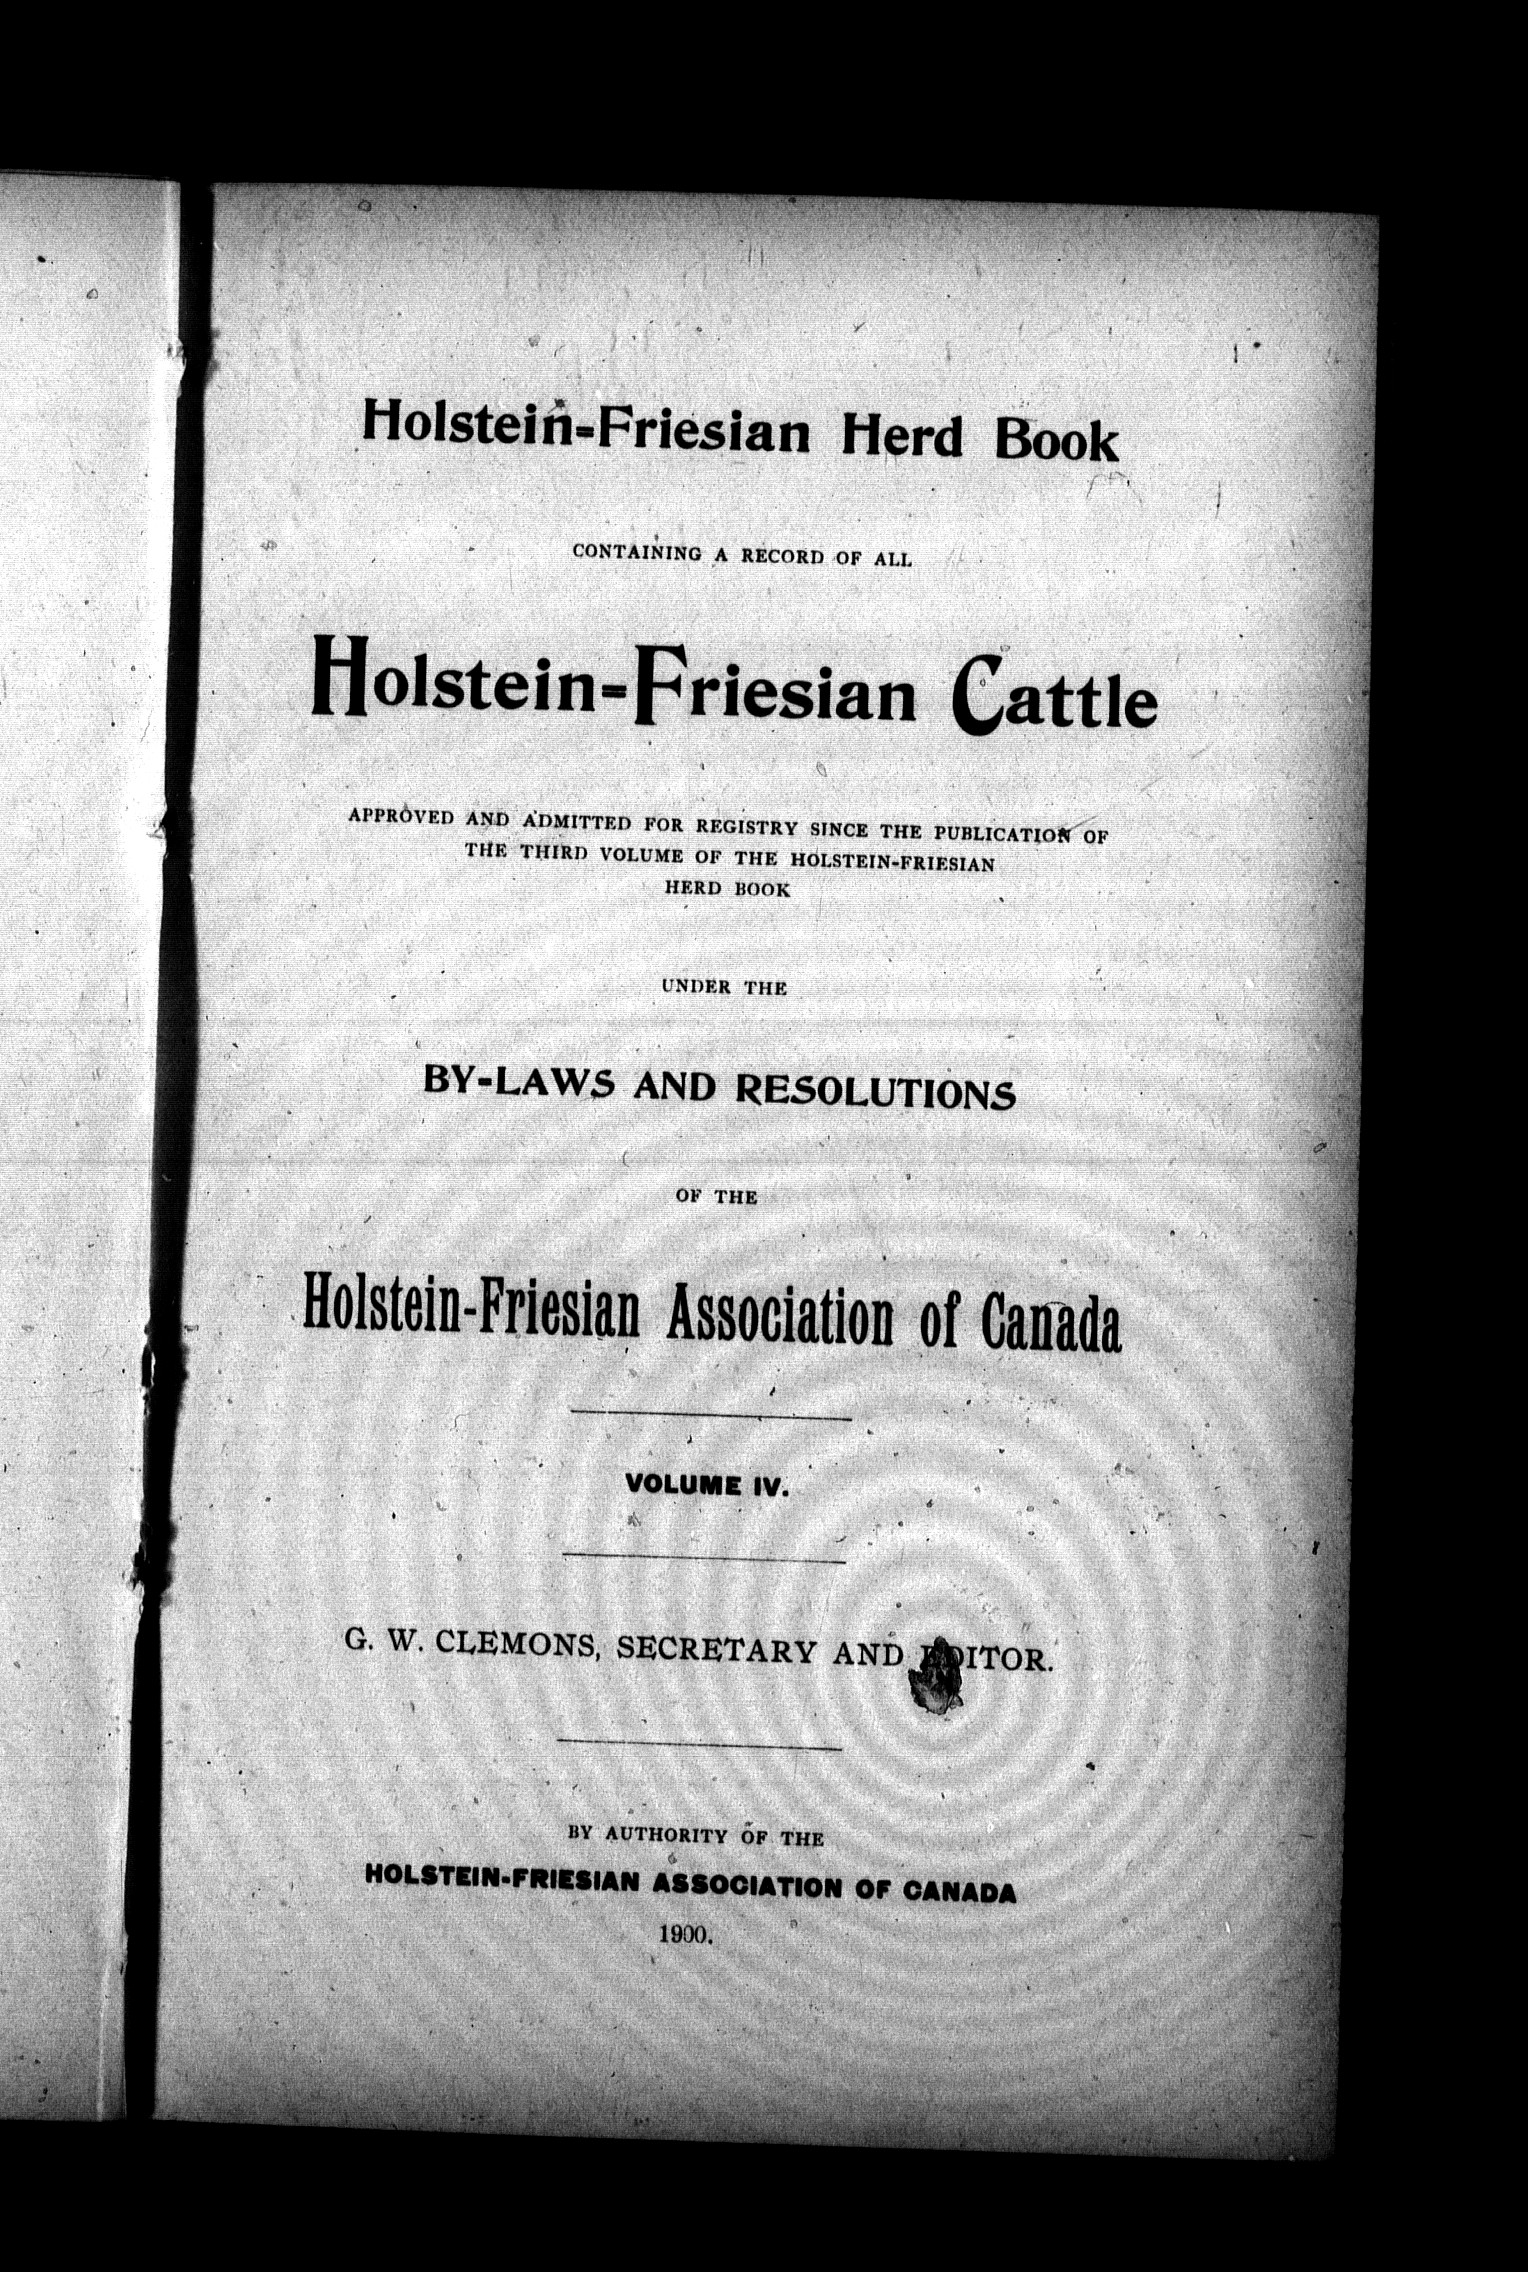 Holstein-Friesian Herd Book
CONTAINING A RECORD OF ALL
Holstein-Friesian Cattle
APPROVED AND ADMITTED FOR REGISTRY SINCE THE PUBLICATION OF
THE THIRD VOLUME OF THE HOLSTEIN-FRIESIAN
HERD BOOK
UNDER THE
BY-LAWS AND RESOLUTIONS
OF THE
Holstein-Friesian Association of Canada
VOLUME IV.
G. W. CLEMONS, SECRETARY AND EDITOR.
BY AUTHORITY OF THE
HOLSTEIN-FRIESIAN ASSOCIATION OF CANADA
1900.